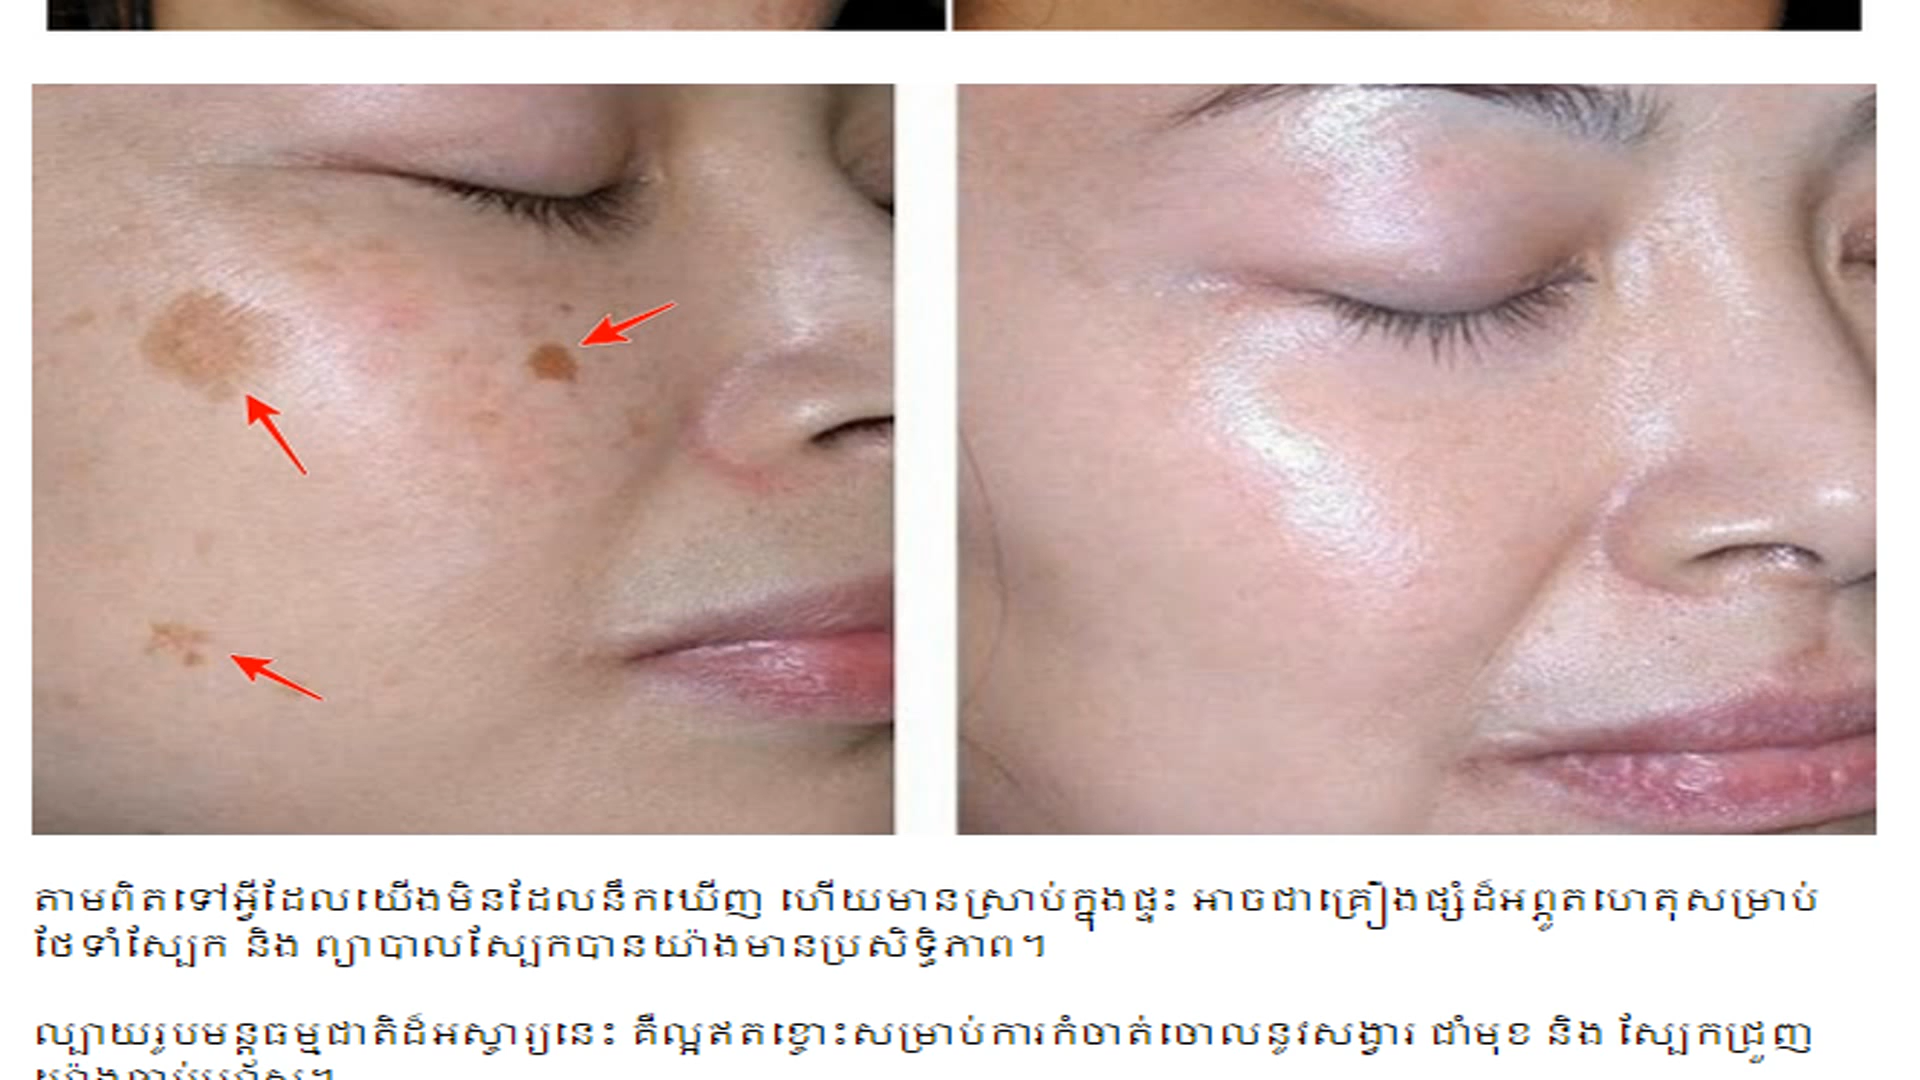 តាមពិតទៅអ្វីដែលយើងមិនដែលនឹកឃើញ ហើយមានស្រាប់ក្នុងផ្ទះ អាចជាគ្រឿងផ្សំដ៏អព្ភូតហេតុសម្រាប់
ថែទាំស្បែក និង ព្យាបាលស្បែកបានយ៉ាងមានប្រសិទ្ធិភាព។
ល្បាយរូបមន្តធម្មជាតិដ៏អស្ចារ្យនេះ គឺល្អឥតខ្ចោះសម្រាប់ការកំចាត់ចោលនូវសង្វារ ជាំមុខ និង ស្បែកជ្រួញ